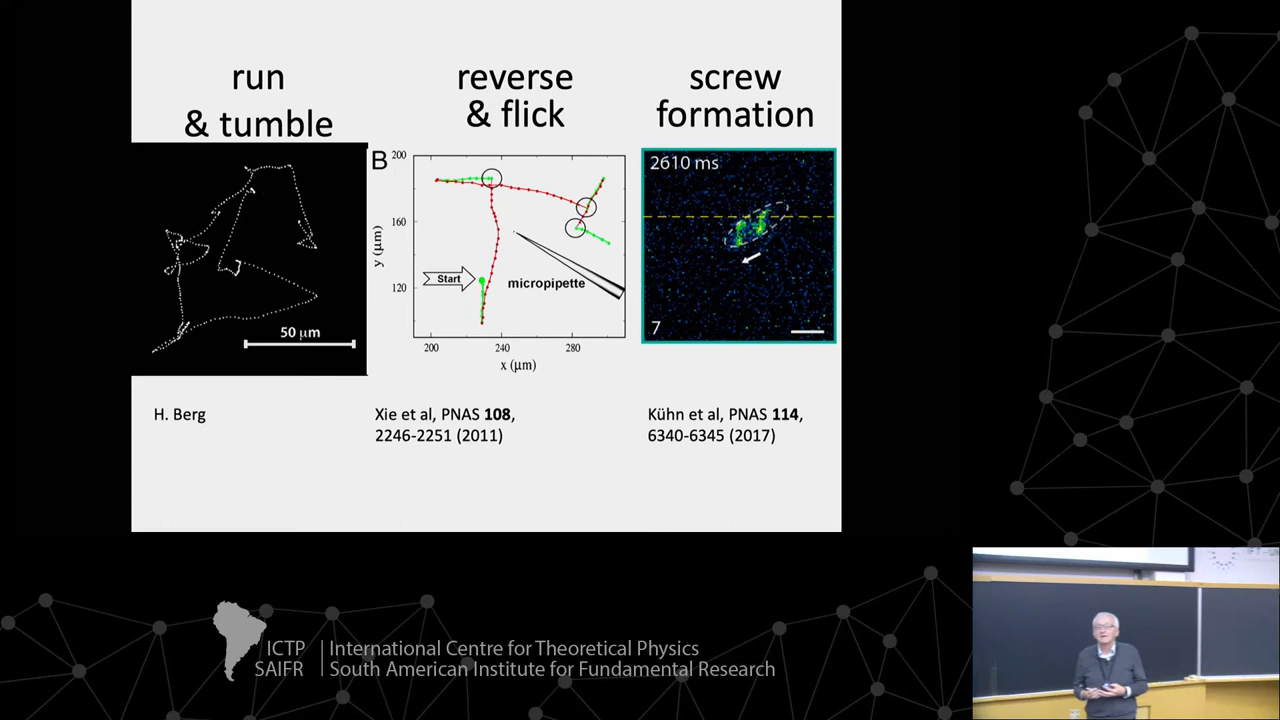 run
& tumble
reverse
& flick
screw
formation
50 μm
B
200
160
120
y (μm)
Start
micropipette
200
240
280
x (μm)
2610 ms
7
H. Berg
Xie et al, PNAS 108,
2246-2251 (2011)
Kühn et al, PNAS 114,
6340-6345 (2017)
ICTP
SAIFR
International Centre for Theoretical Physics
South American Institute for Fundamental Research